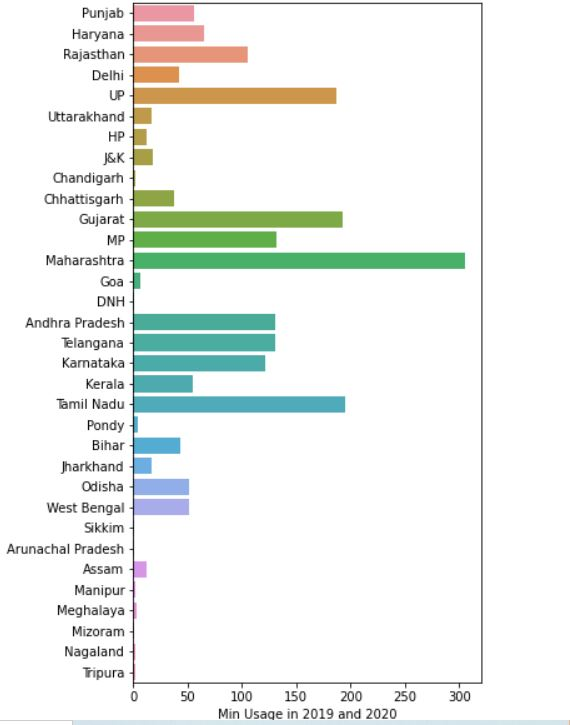 Punjab
Haryana
Rajasthan
Delhi
UP
Uttarakhand
HP
J&K
Chandigarh
Chhattisgarh
Gujarat
MP
Maharashtra
Goa
DNH
Andhra Pradesh
Telangana
Karnataka
Kerala
Tamil Nadu
Pondy
Bihar
Jharkhand
Odisha
West Bengal
Sikkim
Arunachal Pradesh
Assam
Manipur
Meghalaya
Mizoram
Nagaland
Tripura
0 50 100 150 200 250 300
Min Usage in 2019 and 2020